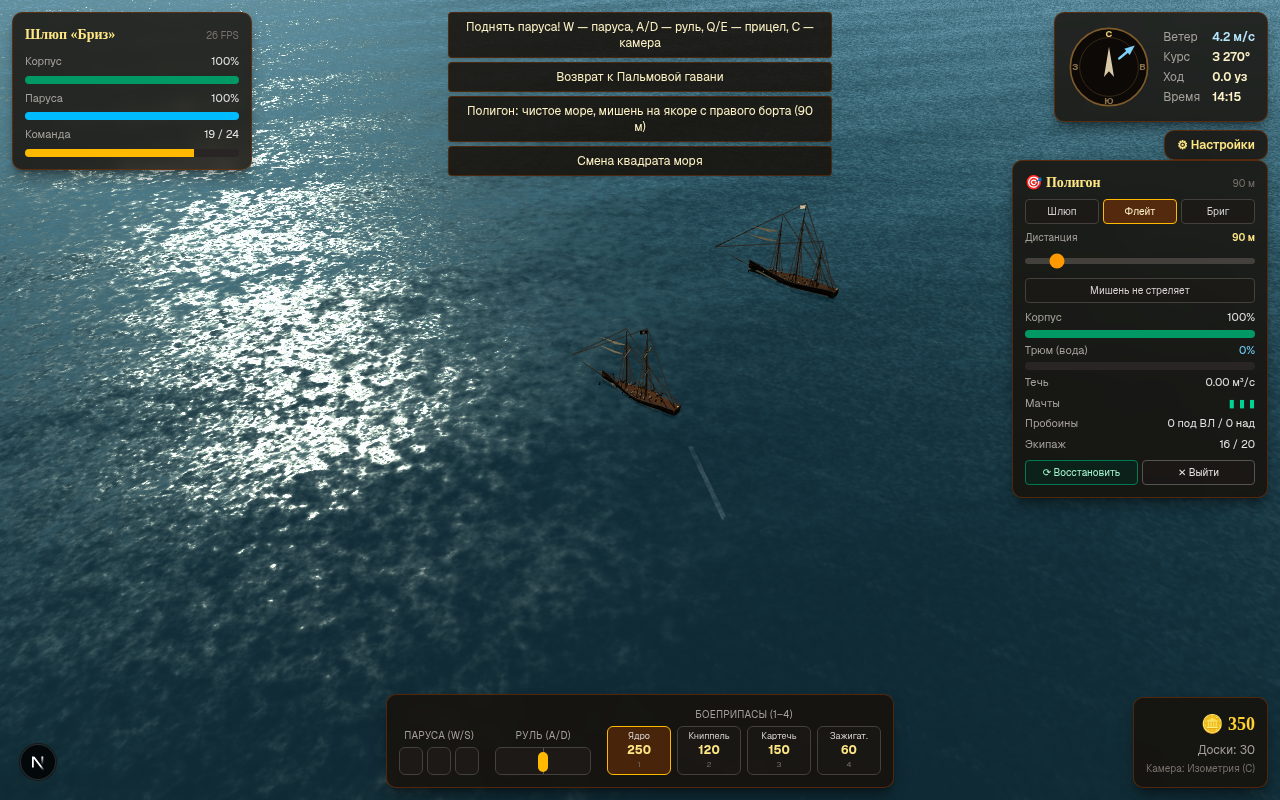 Шлюп «Бриз»
26 FPS
Корпус 100%
Паруса 100%
Команда 19 / 24
Поднять паруса! W — паруса, A/D — руль, Q/E — прицел, C —
камера
Возврат к Пальмовой гавани
Полигон: чистое море, мишень на якоре с правого борта (90
м)
Смена квадрата моря
С
З
В
Ю
Ветер 4.2 м/с
Курс З 270°
Ход 0.0 уз
Время 14:15
⚙ Настройки
🎯 Полигон 90 м
Шлюп Флейт Бриг
Дистанция 90 м
Мишень не стреляет
Корпус 100%
Трюм (вода) 0%
Течь 0.00 м³/с
Мачты
Пробоины 0 под ВЛ / 0 над
Экипаж 16 / 20
⟳ Восстановить ✕ Выйти
ПАРУСА (W/S)
РУЛЬ (A/D)
БОЕПРИПАСЫ (1–4)
Ядро
250
1
Книппель
120
2
Картечь
150
3
Зажигат.
60
4
🪙 350
Доски: 30
Камера: Изометрия (C)
N